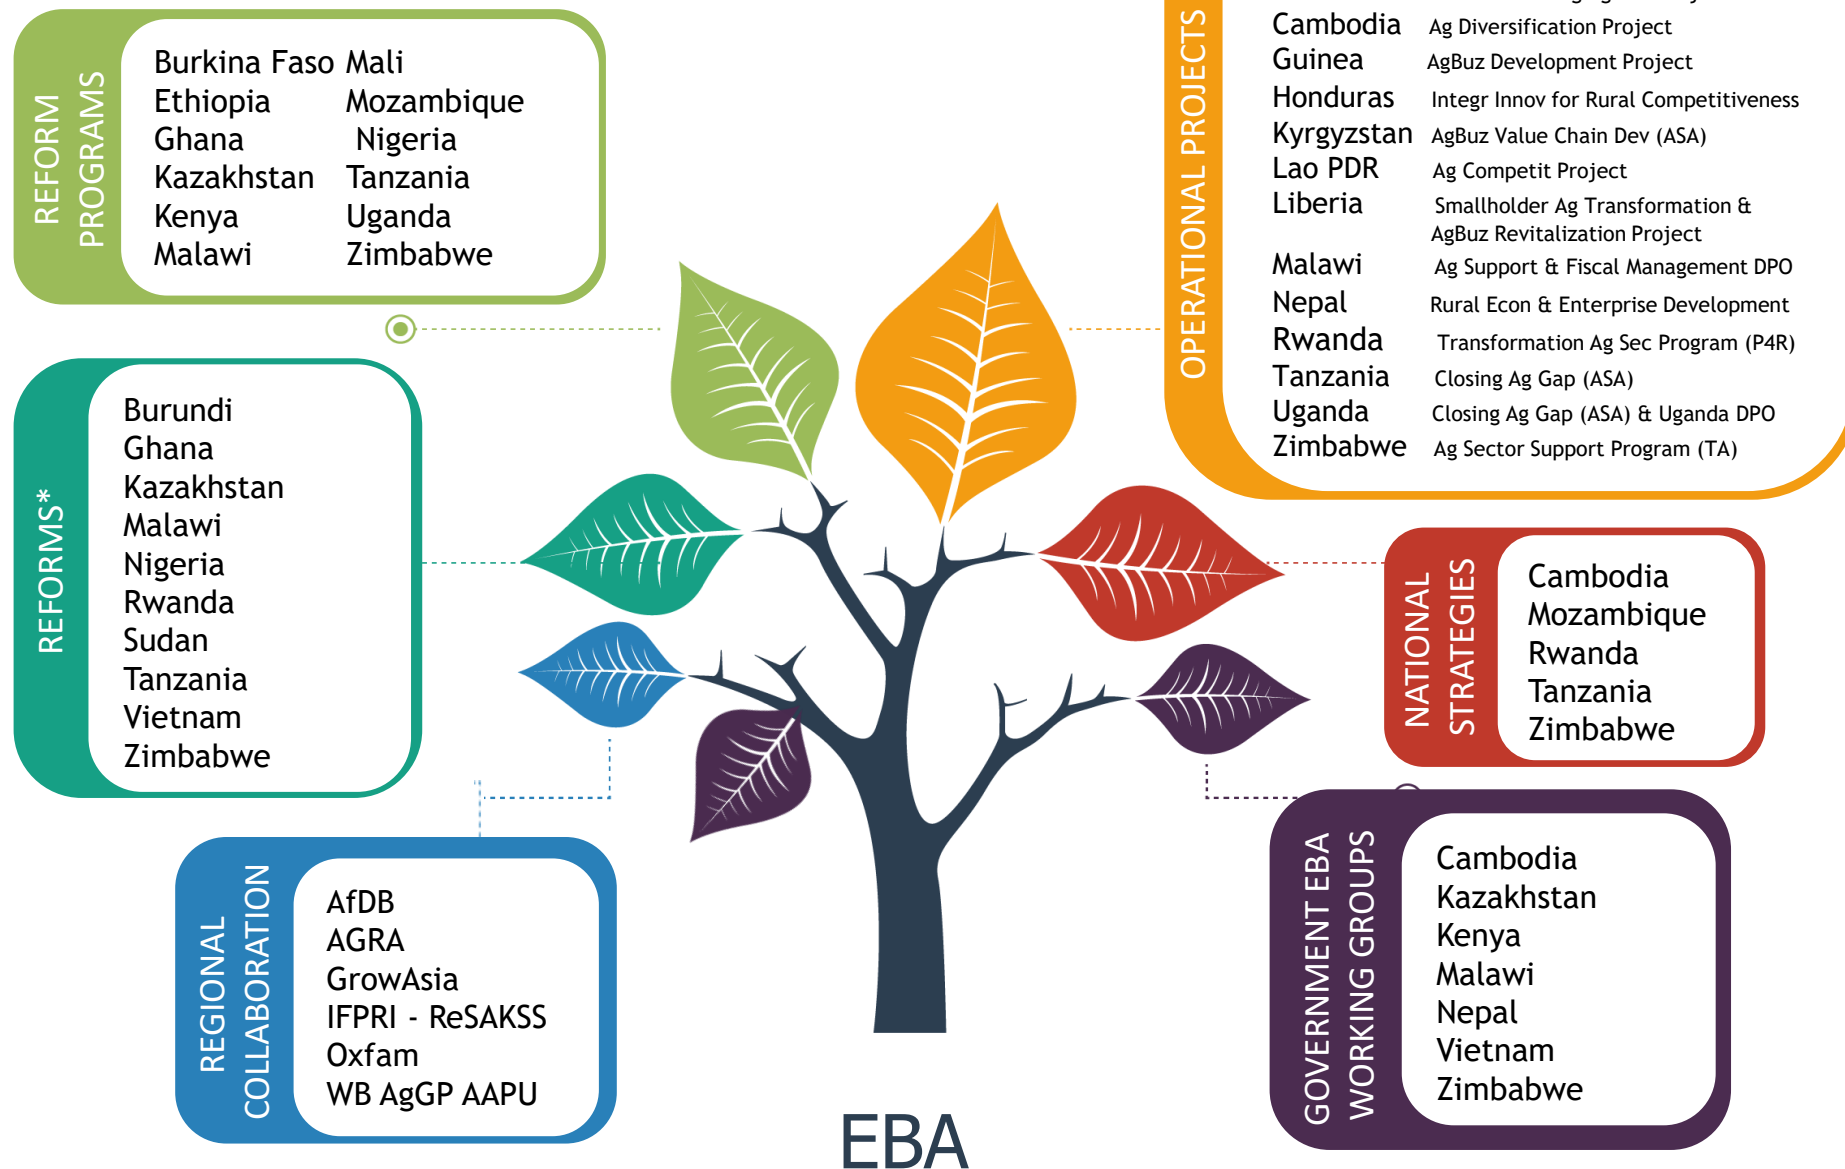 REFORM
PROGRAMS
Burkina Faso Mali
Ethiopia Mozambique
Ghana Nigeria
Kazakhstan Tanzania
Kenya Uganda
Malawi Zimbabwe
OPERATIONAL PROJECTS
Cambodia Ag Diversification Project
Guinea AgBuz Development Project
Honduras Integr Innov for Rural Competitiveness
Kyrgyzstan AgBuz Value Chain Dev (ASA)
Lao PDR Ag Competit Project
Liberia Smallholder Ag Transformation &
AgBuz Revitalization Project
Malawi Ag Support & Fiscal Management DPO
Nepal Rural Econ & Enterprise Development
Rwanda Transformation Ag Sec Program (P4R)
Tanzania Closing Ag Gap (ASA)
Uganda Closing Ag Gap (ASA) & Uganda DPO
Zimbabwe Ag Sector Support Program (TA)
REFORMS*
Burundi
Ghana
Kazakhstan
Malawi
Nigeria
Rwanda
Sudan
Tanzania
Vietnam
Zimbabwe
NATIONAL
STRATEGIES
Cambodia
Mozambique
Rwanda
Tanzania
Zimbabwe
REGIONAL
COLLABORATION
AfDB
AGRA
GrowAsia
IFPRI - ReSAKSS
Oxfam
WB AgGP AAPU
GOVERNMENT EBA
WORKING GROUPS
Cambodia
Kazakhstan
Kenya
Malawi
Nepal
Vietnam
Zimbabwe
EBA